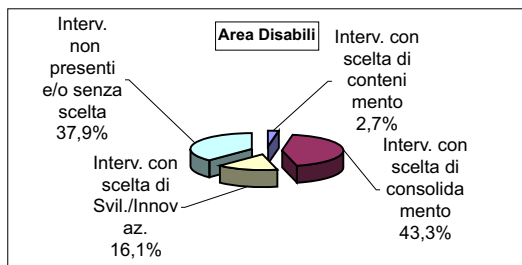 Area Disabili
Interv.
non
presenti
e/o senza
scelta
37,9%
Interv. con
scelta di
conteni
mento
2,7%
Interv. con
scelta di
Svil./Innov
az.
16,1%
Interv. con
scelta di
consolida
mento
43,3%